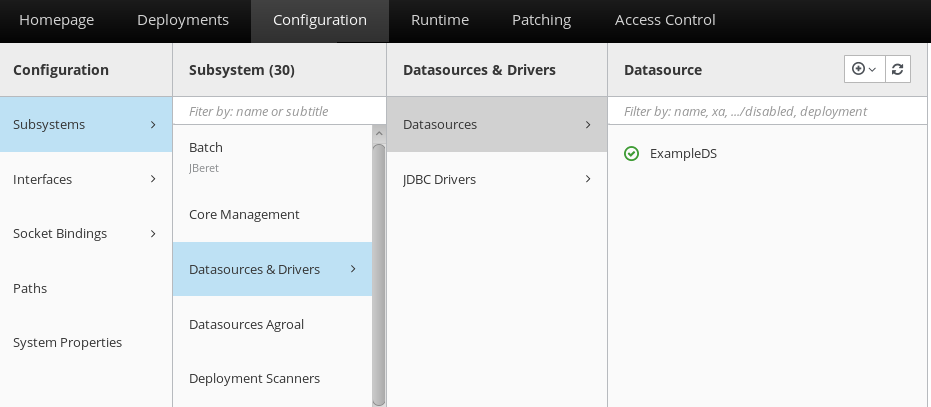 Homepage Deployments Configuration Runtime Patching Access Control
Configuration
Subsystems
Interfaces
Socket Bindings
Paths
System Properties
Subsystem (30)
Fiter by: name or subtitle
Batch
JBeret
Core Management
Datasources & Drivers
Datasources Agroal
Deployment Scanners
Datasources & Drivers
Datasources
JDBC Drivers
Datasource
Filter by: name, xa, .../disabled, deployment
ExampleDS